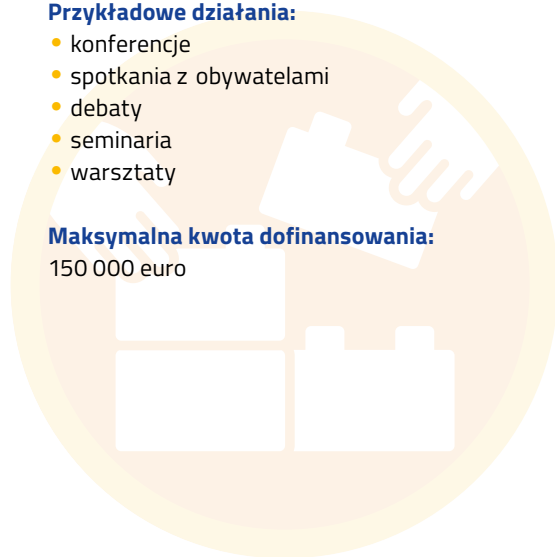 Przykładowe działania:
• konferencje
• spotkania z obywatelami
• debaty
• seminaria
• warsztaty
Maksymalna kwota dofinansowania:
150 000 euro